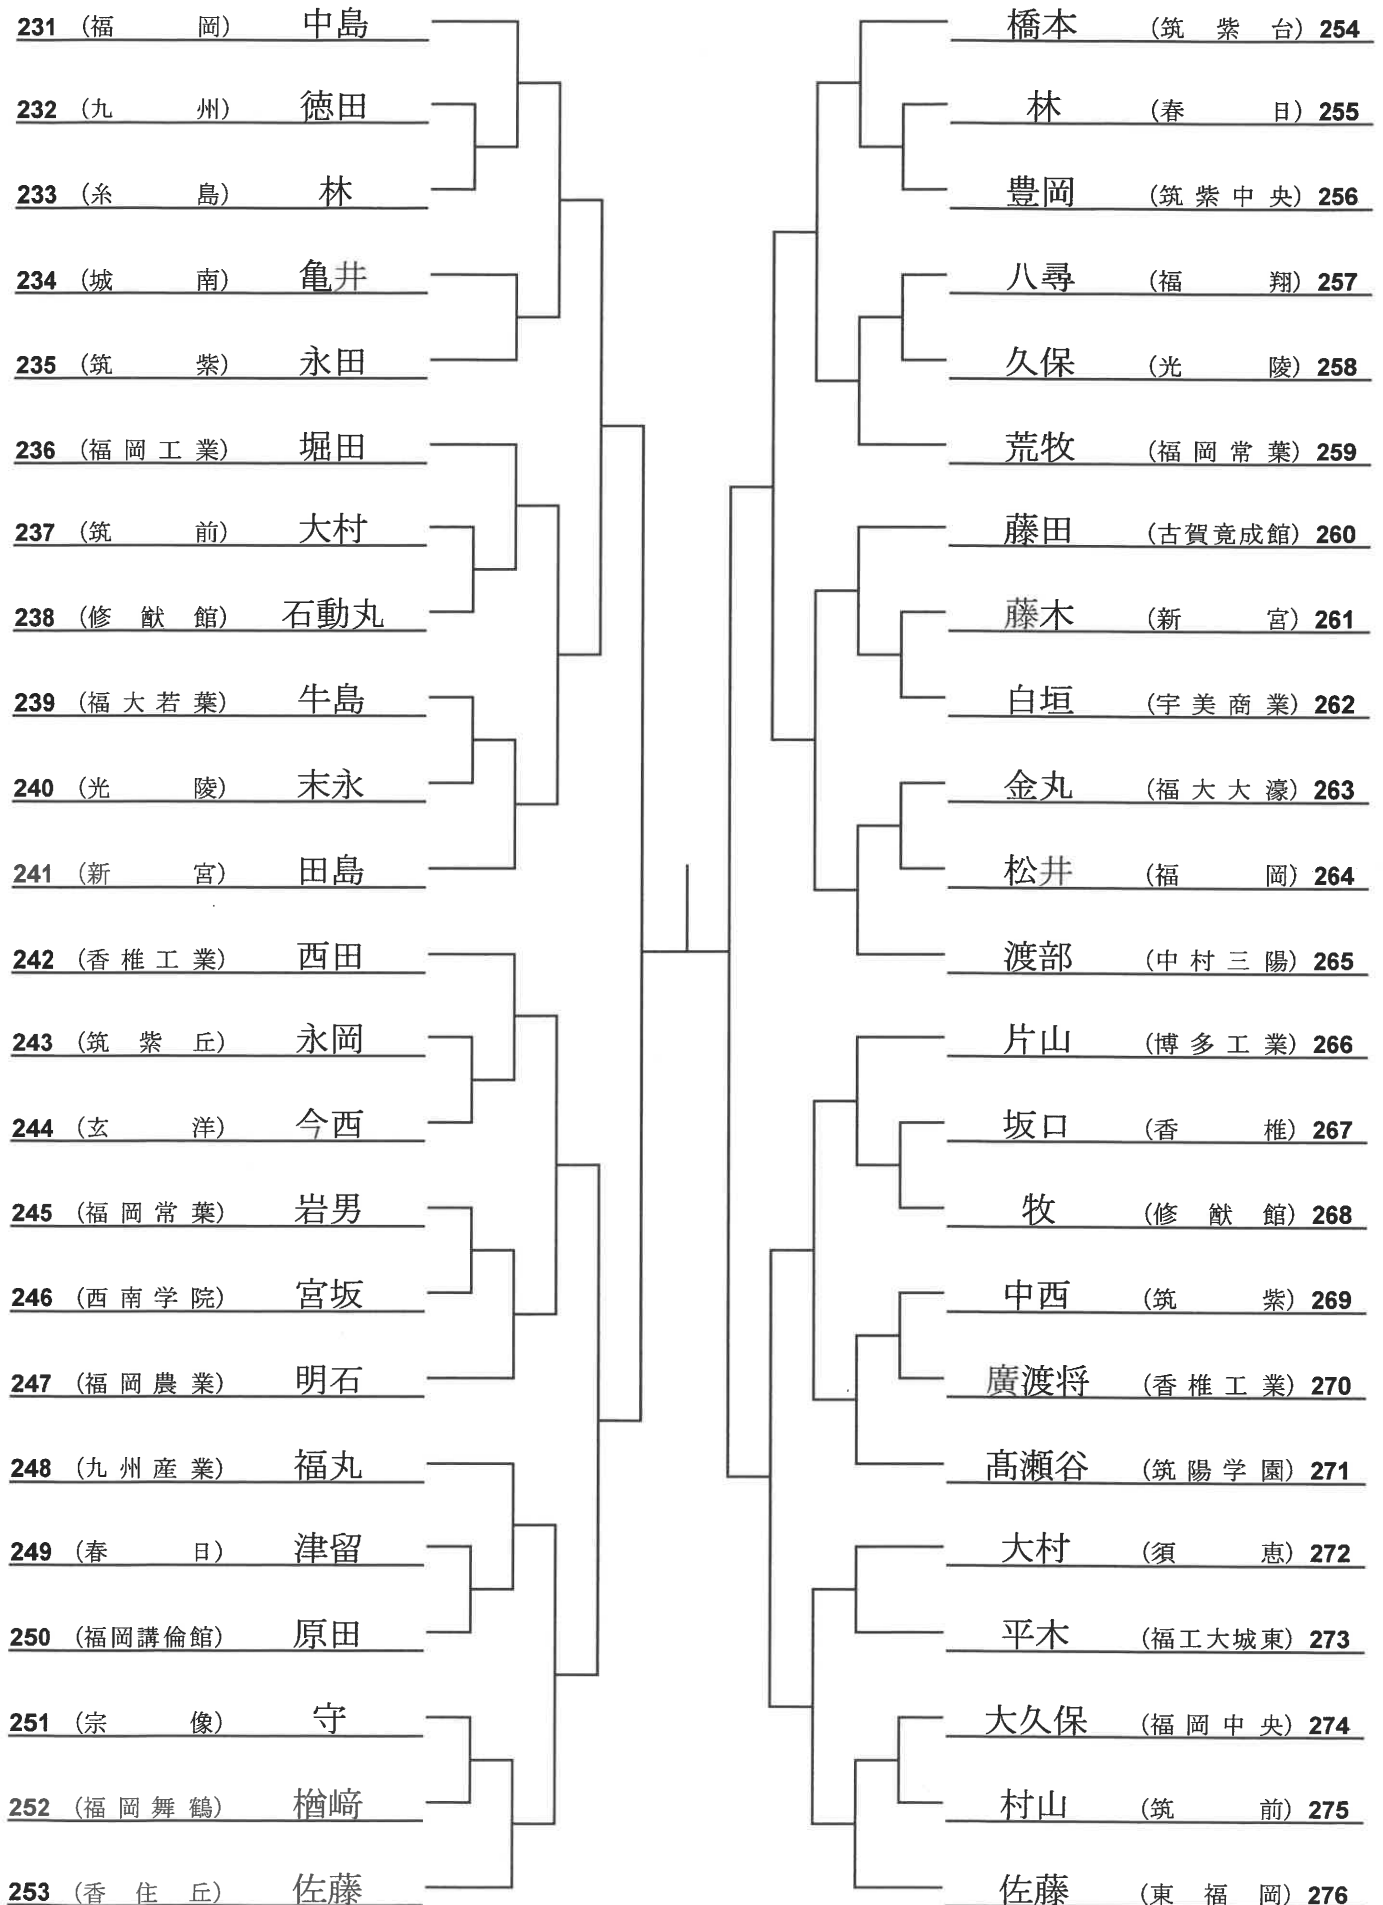 231 (福岡) 中島
232 (九州) 徳田
233 (糸島) 林
234 (城南) 亀井
235 (筑紫) 永田
236 (福岡工業) 堀田
237 (筑前) 大村
238 (修猷館) 石動丸
239 (福大若葉) 牛島
240 (光陵) 末永
241 (新宮) 田島
242 (香椎工業) 西田
243 (筑紫丘) 永岡
244 (玄洋) 今西
245 (福岡常葉) 岩男
246 (西南学院) 宮坂
247 (福岡農業) 明石
248 (九州産業) 福丸
249 (春日) 津留
250 (福岡講倫館) 原田
251 (宗像) 守
252 (福岡舞鶴) 楢﨑
253 (香住丘) 佐藤
橋本 (筑紫台) 254
林 (春日) 255
豊岡 (筑紫中央) 256
八尋 (福翔) 257
久保 (光陵) 258
荒牧 (福岡常葉) 259
藤田 (古賀竟成館) 260
藤木 (新宮) 261
白垣 (宇美商業) 262
金丸 (福大大濠) 263
松井 (福岡) 264
渡部 (中村三陽) 265
片山 (博多工業) 266
坂口 (香椎) 267
牧 (修猷館) 268
中西 (筑紫) 269
廣渡将 (香椎工業) 270
髙瀬谷 (筑陽学園) 271
大村 (須恵) 272
平木 (福工大城東) 273
大久保 (福岡中央) 274
村山 (筑前) 275
佐藤 (東福岡) 276